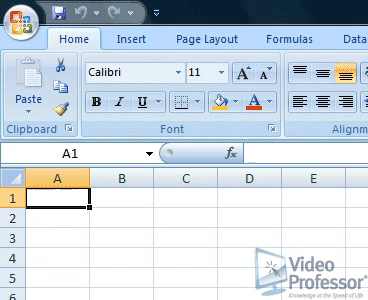 Home Insert Page Layout Formulas Data
Calibri 11 A A
Paste B I U A
Clipboard Font Alignm
A1 fx
A B C D E
1
2
3
4
5
6
Video
Professor®
Knowledge at the Speed of Life